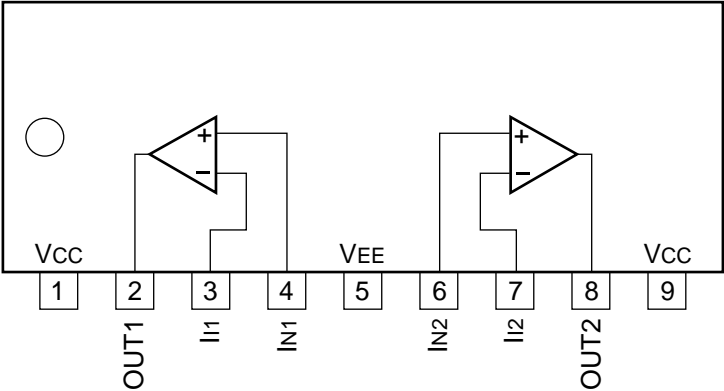 +
−
+
−
VCC
VEE
VCC
1
2
3
4
5
6
7
8
9
OUT1
II1
IN1
IN2
II2
OUT2